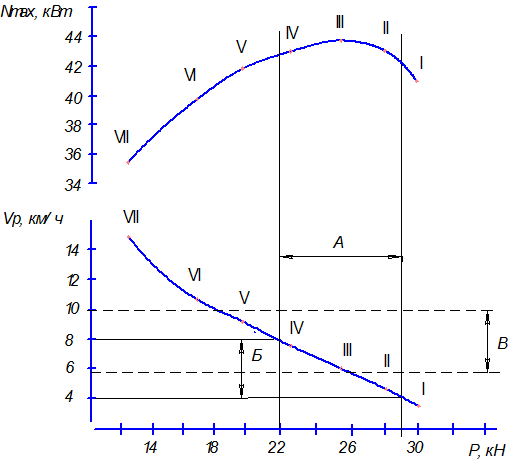 Nmax, кВт
44
42
40
38
36
34
VII
VI
V
IV
III
II
I
А
Vp, км/ ч
14
12
10
8
6
4
VII
VI
V
IV
III
II
I
Б
В
14
18
22
26
30
Р, кН